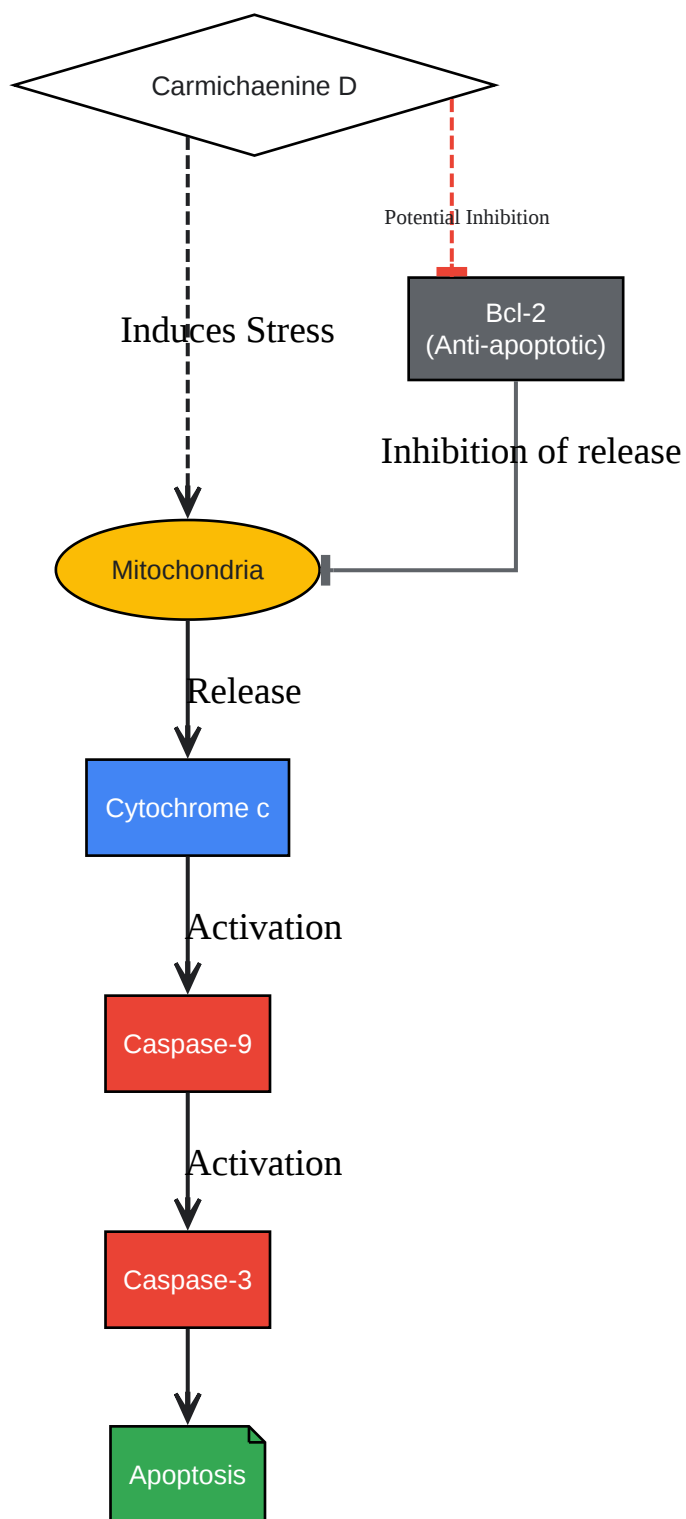 Carmichaenine D
Potential Inhibition
Bcl-2
(Anti-apoptotic)
Induces Stress
Inhibition of release
Mitochondria
Release
Cytochrome c
Activation
Caspase-9
Activation
Caspase-3
Apoptosis